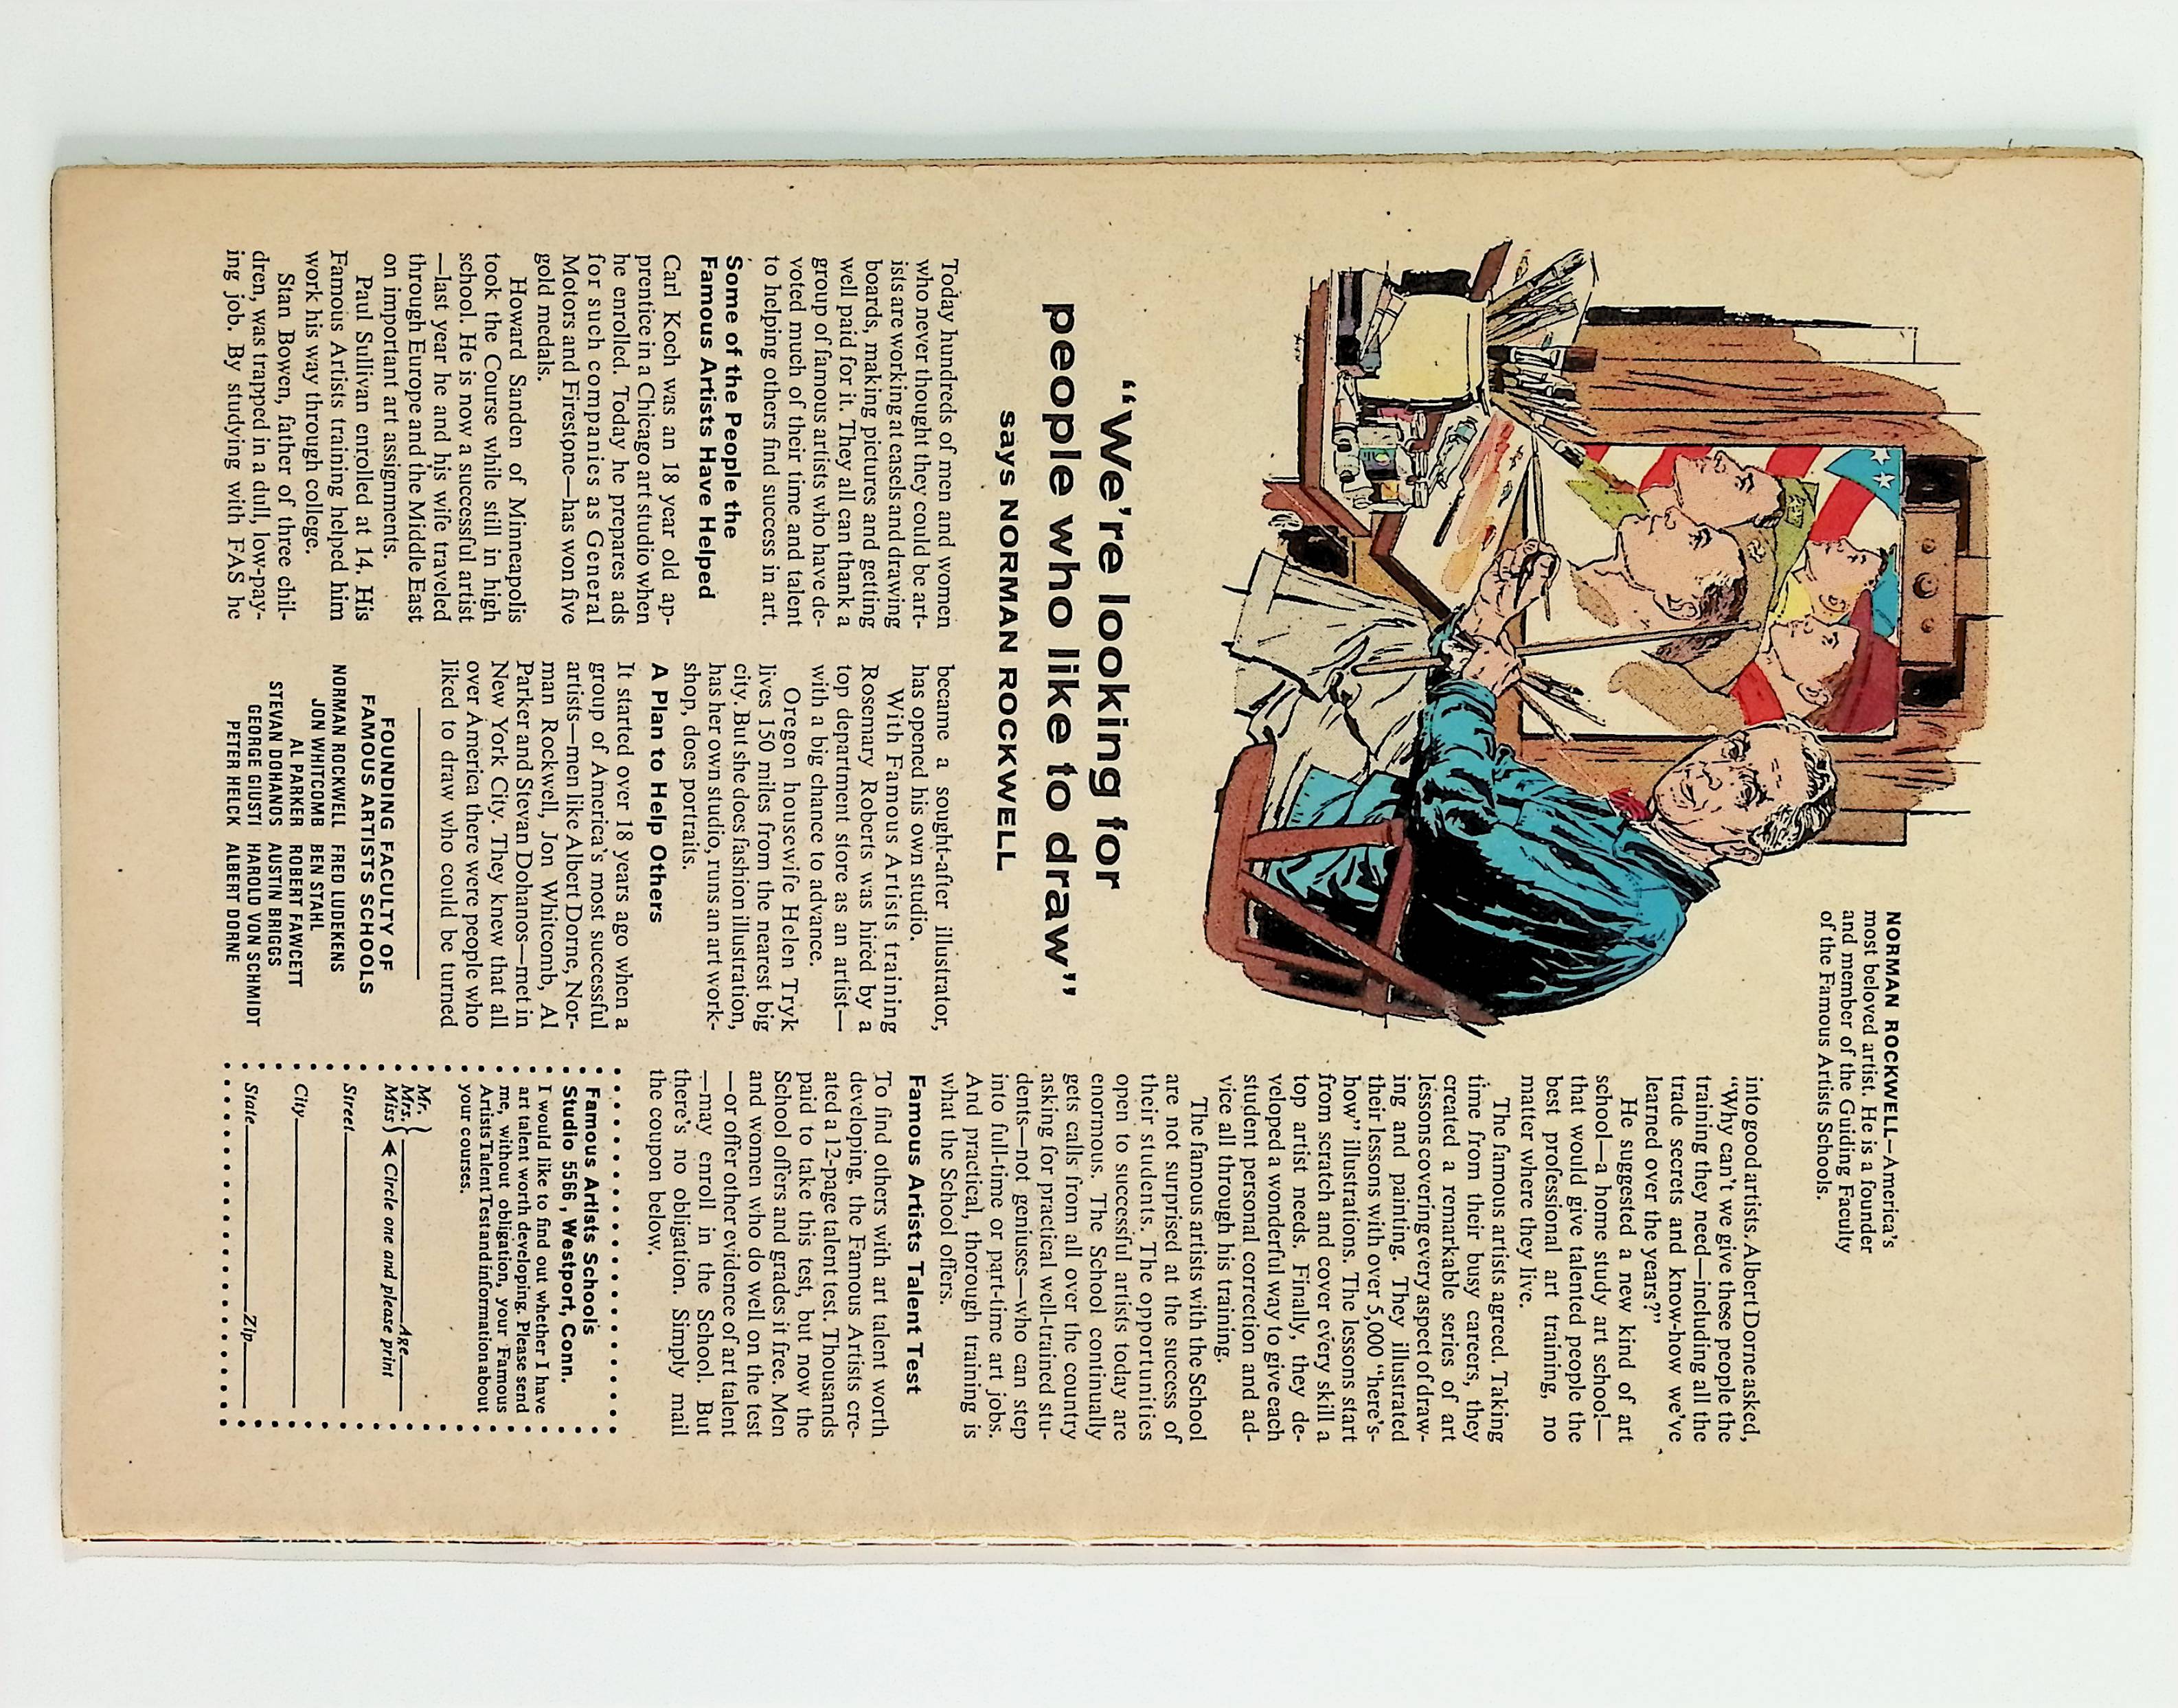 NORMAN ROCKWELL—America's
most beloved artist. He is a founder
and member of the Guiding Faculty
of the Famous Artists Schools.
"We're looking for
people who like to draw"
says NORMAN ROCKWELL
Today hundreds of men and women
who never thought they could be art-
ists are working at easels and drawing
boards, making pictures and getting
well paid for it. They all can thank a
group of famous artists who have de-
voted much of their time and talent
to helping others find success in art.
Some of the People the
Famous Artists Have Helped
Carl Koch was an 18 year old ap-
prentice in a Chicago art studio when
he enrolled. Today he prepares ads
for such companies as General
Motors and Firestone—has won five
gold medals.
Howard Sanden of Minneapolis
took the Course while still in high
school. He is now a successful artist
—last year he and his wife traveled
through Europe and the Middle East
on important art assignments.
Paul Sullivan enrolled at 14. His
Famous Artists training helped him
work his way through college.
Stan Bowen, father of three chil-
dren, was trapped in a dull, low-pay-
ing job. By studying with FAS he
became a sought-after illustrator,
has opened his own studio.
With Famous Artists training
Rosemary Roberts was hired by a
top department store as an artist—
with a big chance to advance.
Oregon housewife Helen Tryk
lives 150 miles from the nearest big
city. But she does fashion illustration,
has her own studio, runs an art work-
shop, does portraits.
A Plan to Help Others
It started over 18 years ago when a
group of America's most successful
artists—men like Albert Dorne, Nor-
man Rockwell, Jon Whitcomb, Al
Parker and Stevan Dohanos—met in
New York City. They knew that all
over America there were people who
liked to draw who could be turned
FOUNDING FACULTY OF
FAMOUS ARTISTS SCHOOLS
NORMAN ROCKWELL FRED LUDEKENS
JON WHITCOMB BEN STAHL
AL PARKER ROBERT FAWCETT
STEVAN DOHANOS AUSTIN BRIGGS
GEORGE GIUSTI HAROLD VON SCHMIDT
PETER HELCK ALBERT DORNE
into good artists. Albert Dorne asked,
"Why can't we give these people the
training they need—including all the
trade secrets and know-how we've
learned over the years?"
He suggested a new kind of art
school—a home study art school—
that would give talented people the
best professional art training, no
matter where they live.
The famous artists agreed. Taking
time from their busy careers, they
created a remarkable series of art
lessons covering every aspect of draw-
ing and painting. They illustrated
their lessons with over 5,000 "here's-
how" illustrations. The lessons start
from scratch and cover every skill a
top artist needs. Finally, they de-
veloped a wonderful way to give each
student personal correction and ad-
vice all through his training.
The famous artists with the School
are not surprised at the success of
their students. The opportunities
open to successful artists today are
enormous. The School continually
gets calls from all over the country
asking for practical well-trained stu-
dents—not geniuses—who can step
into full-time or part-time art jobs.
And practical, thorough training is
what the School offers.
Famous Artists Talent Test
To find others with art talent worth
developing, the Famous Artists cre-
ated a 12-page talent test. Thousands
paid to take this test, but now the
School offers and grades it free. Men
and women who do well on the test
—or offer other evidence of art talent
—may enroll in the School. But
there's no obligation. Simply mail
the coupon below.
Famous Artists Schools
Studio 5566, Westport, Conn.
I would like to find out whether I have
art talent worth developing. Please send
me, without obligation, your Famous
Artists Talent Test and information about
your courses.
Mr.
Mrs. Age
Miss Circle one and please print
Street
City
State Zip